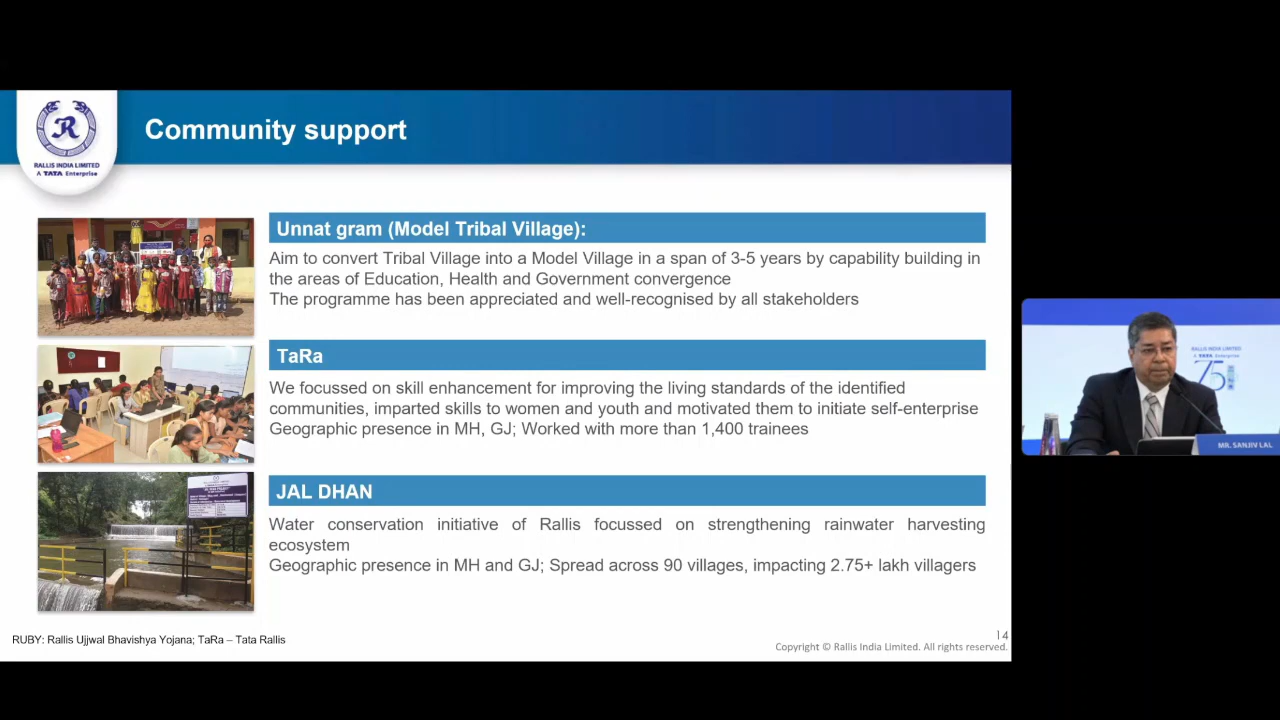 Community support
R
RALLIS INDIA LIMITED
A TATA Enterprise
Unnat gram (Model Tribal Village):
Aim to convert Tribal Village into a Model Village in a span of 3-5 years by capability building in
the areas of Education, Health and Government convergence
The programme has been appreciated and well-recognised by all stakeholders
TaRa
We focussed on skill enhancement for improving the living standards of the identified
communities, imparted skills to women and youth and motivated them to initiate self-enterprise
Geographic presence in MH, GJ; Worked with more than 1,400 trainees
JAL DHAN
Water conservation initiative of Rallis focussed on strengthening rainwater harvesting
ecosystem
Geographic presence in MH and GJ; Spread across 90 villages, impacting 2.75+ lakh villagers
RUBY: Rallis Ujjwal Bhavishya Yojana; TaRa – Tata Rallis
14
Copyright © Rallis India Limited. All rights reserved.
RALLIS INDIA LIMITED
A TATA Enterprise
75
MR. SANJIV LAL